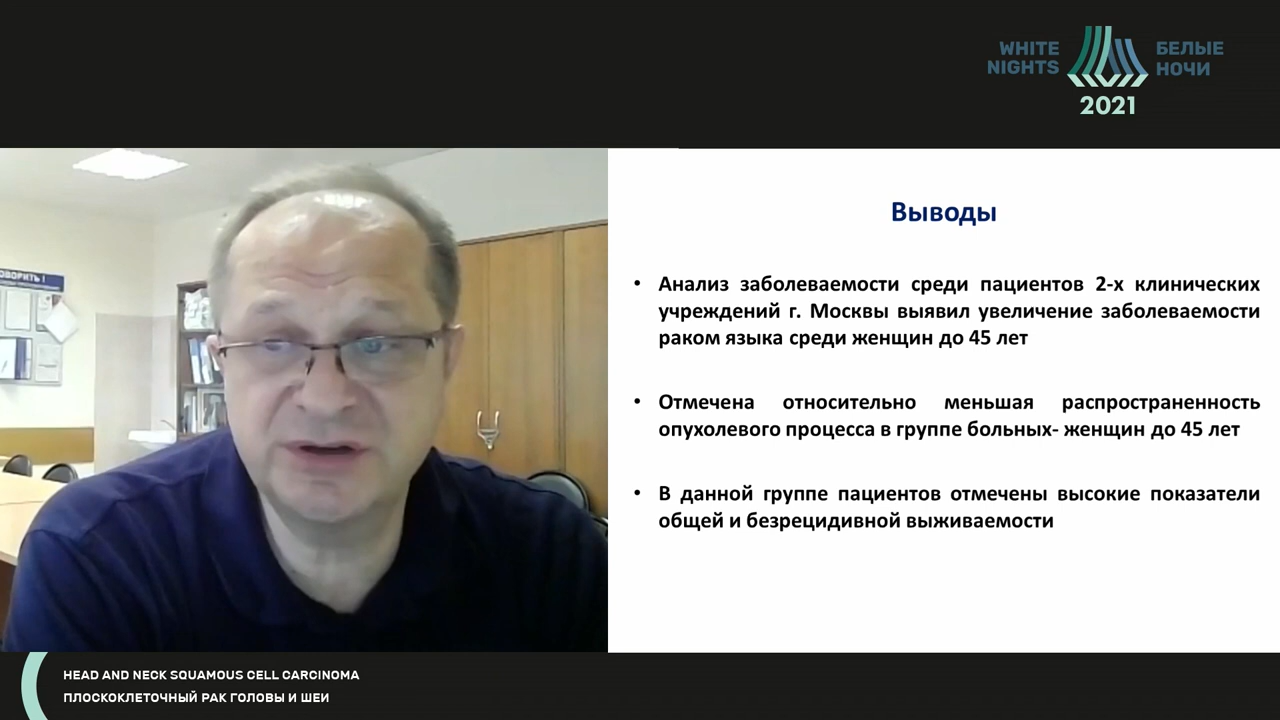 WHITE
NIGHTS
БЕЛЫЕ
НОЧИ
2021
ОВОРИТЬ !
Выводы
• Анализ заболеваемости среди пациентов 2-х клинических
учреждений г. Москвы выявил увеличение заболеваемости
раком языка среди женщин до 45 лет
• Отмечена относительно меньшая распространенность
опухолевого процесса в группе больных- женщин до 45 лет
• В данной группе пациентов отмечены высокие показатели
общей и безрецидивной выживаемости
HEAD AND NECK SQUAMOUS CELL CARCINOMA
ПЛОСКОКЛЕТОЧНЫЙ РАК ГОЛОВЫ И ШЕИ